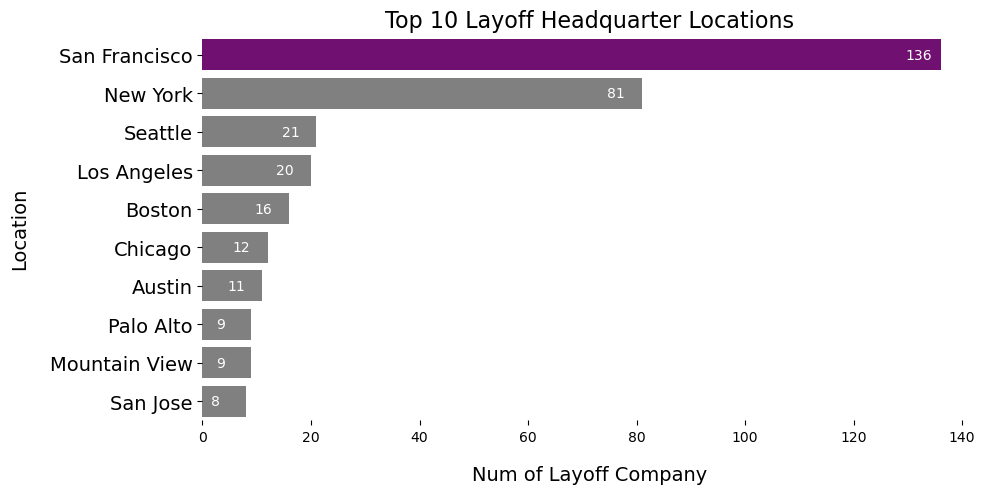 Top 10 Layoff Headquarter Locations
Location
San Francisco 136
New York 81
Seattle 21
Los Angeles 20
Boston 16
Chicago 12
Austin 11
Palo Alto 9
Mountain View 9
San Jose 8
0 20 40 60 80 100 120 140
Num of Layoff Company